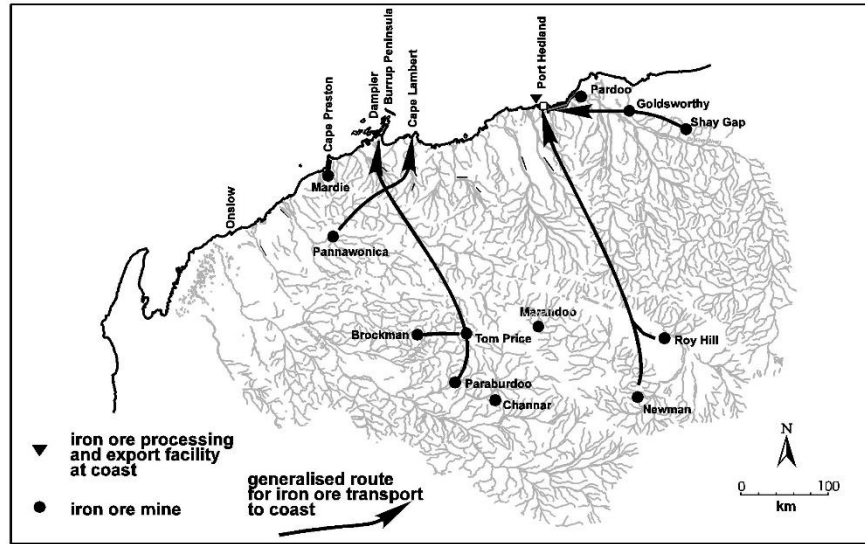 Onslow
Cape Preston
Dampier
Burrup Peninsula
Cape Lambert
Port Hedland
Pardoo
Goldsworthy
Shay Gap
Mardie
Pannawonica
Marandoo
Brockman
Tom Price
Roy Hill
Paraburdoo
Channar
Newman
iron ore processing
and export facility
at coast
iron ore mine
generalised route
for iron ore transport
to coast
N
0 100
km